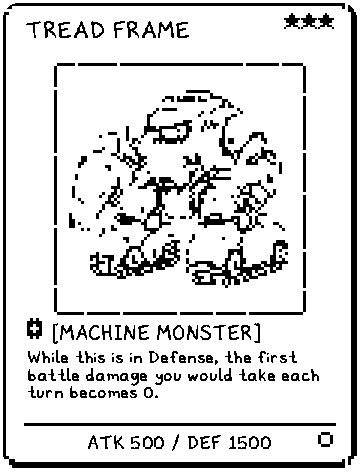 TREAD FRAME
[MACHINE MONSTER]
While this is in Defense, the first
battle damage you would take each
turn becomes 0.
ATK 500 / DEF 1500